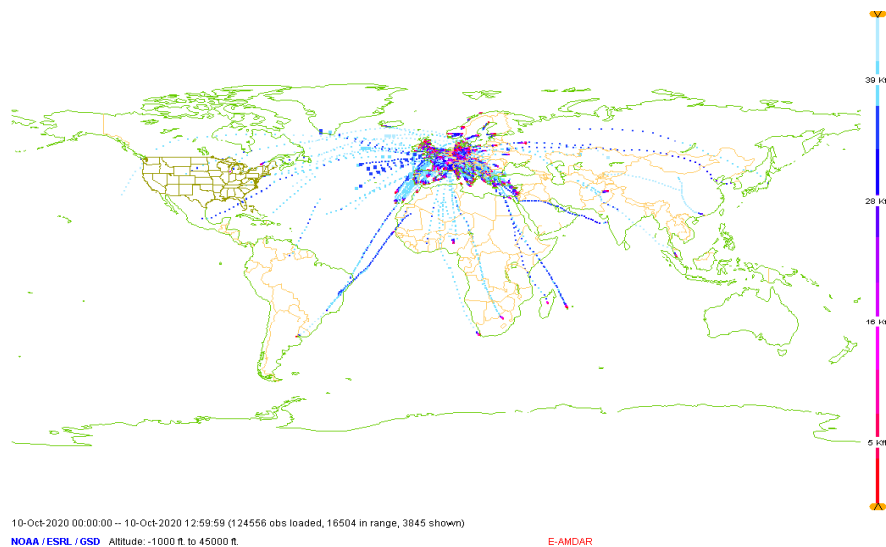 39 Kft
28 Kft
16 Kft
5 Kft
10-Oct-2020 00:00:00 -- 10-Oct-2020 12:59:59 (124556 obs loaded, 16504 in range, 3845 shown)
NOAA / ESRL / GSD Altitude: -1000 ft. to 45000 ft. E-AMDAR